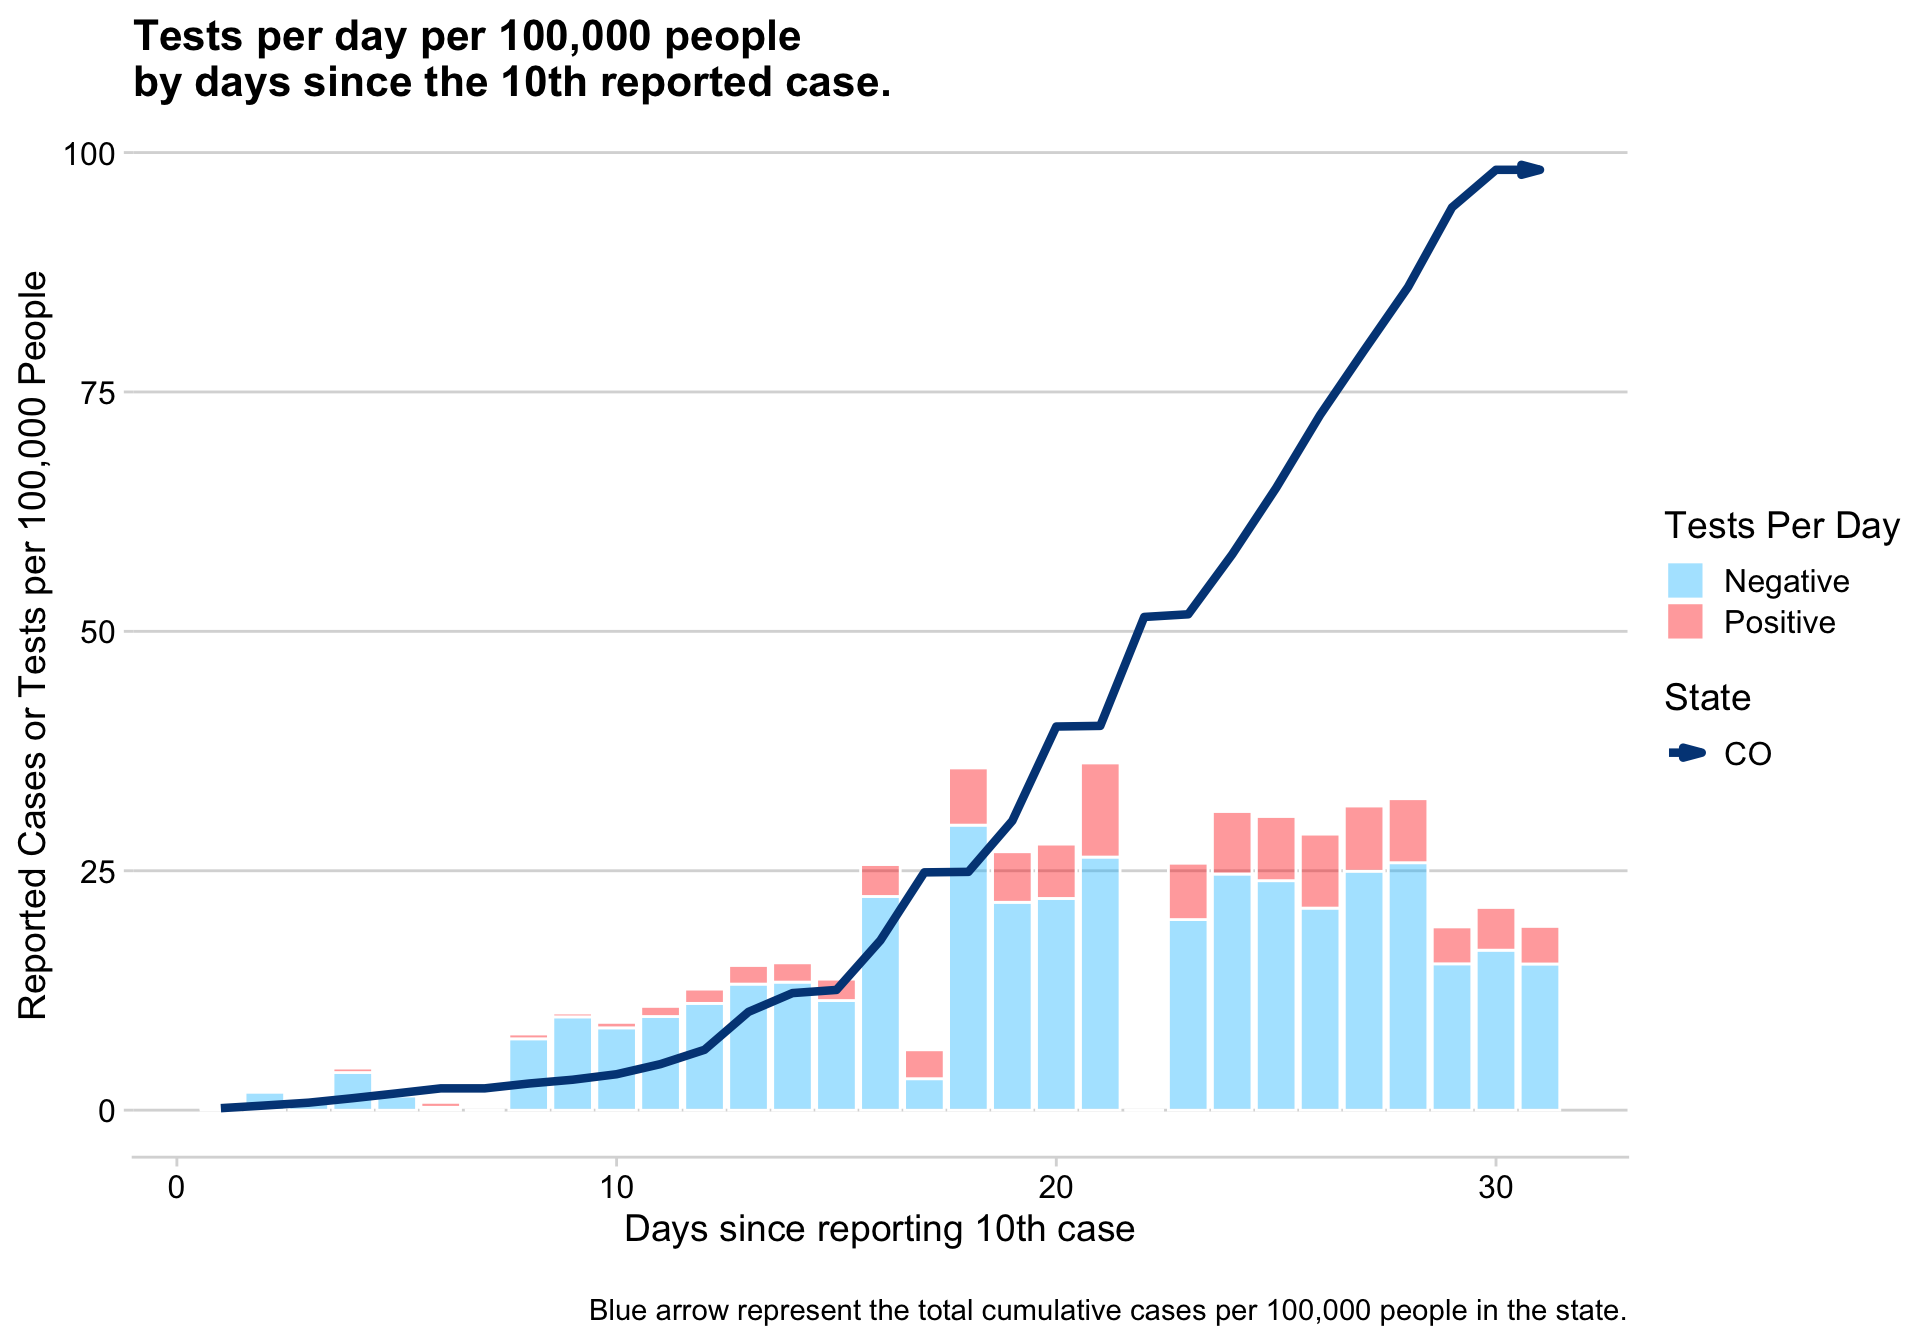 Tests per day per 100,000 people
by days since the 10th reported case.
Reported Cases or Tests per 100,000 People
100
75
50
25
0
0
10
20
30
Days since reporting 10th case
Tests Per Day
Negative
Positive
State
CO
Blue arrow represent the total cumulative cases per 100,000 people in the state.